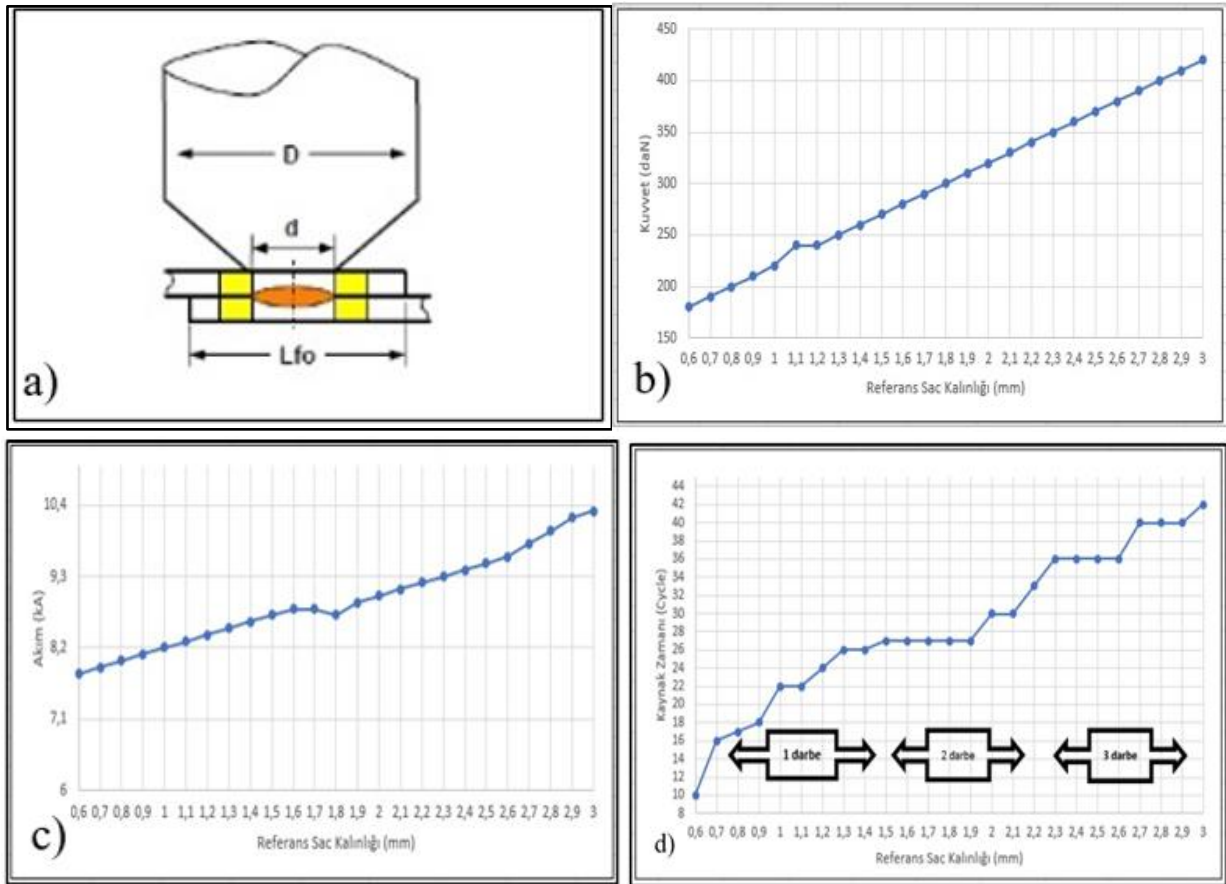 D
d
Lfo
a)
450
400
350
300
250
200
150
Kuvvet (daN)
0,6 0,7 0,8 0,9 1 1,1 1,2 1,3 1,4 1,5 1,6 1,7 1,8 1,9 2 2,1 2,2 2,3 2,4 2,5 2,6 2,7 2,8 2,9 3
Referans Sac Kalınlığı (mm)
b)
10,4
9,3
8,2
7,1
6
Akım (kA)
0,6 0,7 0,8 0,9 1 1,1 1,2 1,3 1,4 1,5 1,6 1,7 1,8 1,9 2 2,1 2,2 2,3 2,4 2,5 2,6 2,7 2,8 2,9 3
Referans Sac Kalınlığı (mm)
c)
44
42
40
38
36
34
32
30
28
26
24
22
20
18
16
14
12
10
8
Kaynak Zamanı (Cycle)
1 darbe
2 darbe
3 darbe
0,6 0,7 0,8 0,9 1 1,1 1,2 1,3 1,4 1,5 1,6 1,7 1,8 1,9 2 2,1 2,2 2,3 2,4 2,5 2,6 2,7 2,8 2,9 3
Referans Sac Kalınlığı (mm)
d)